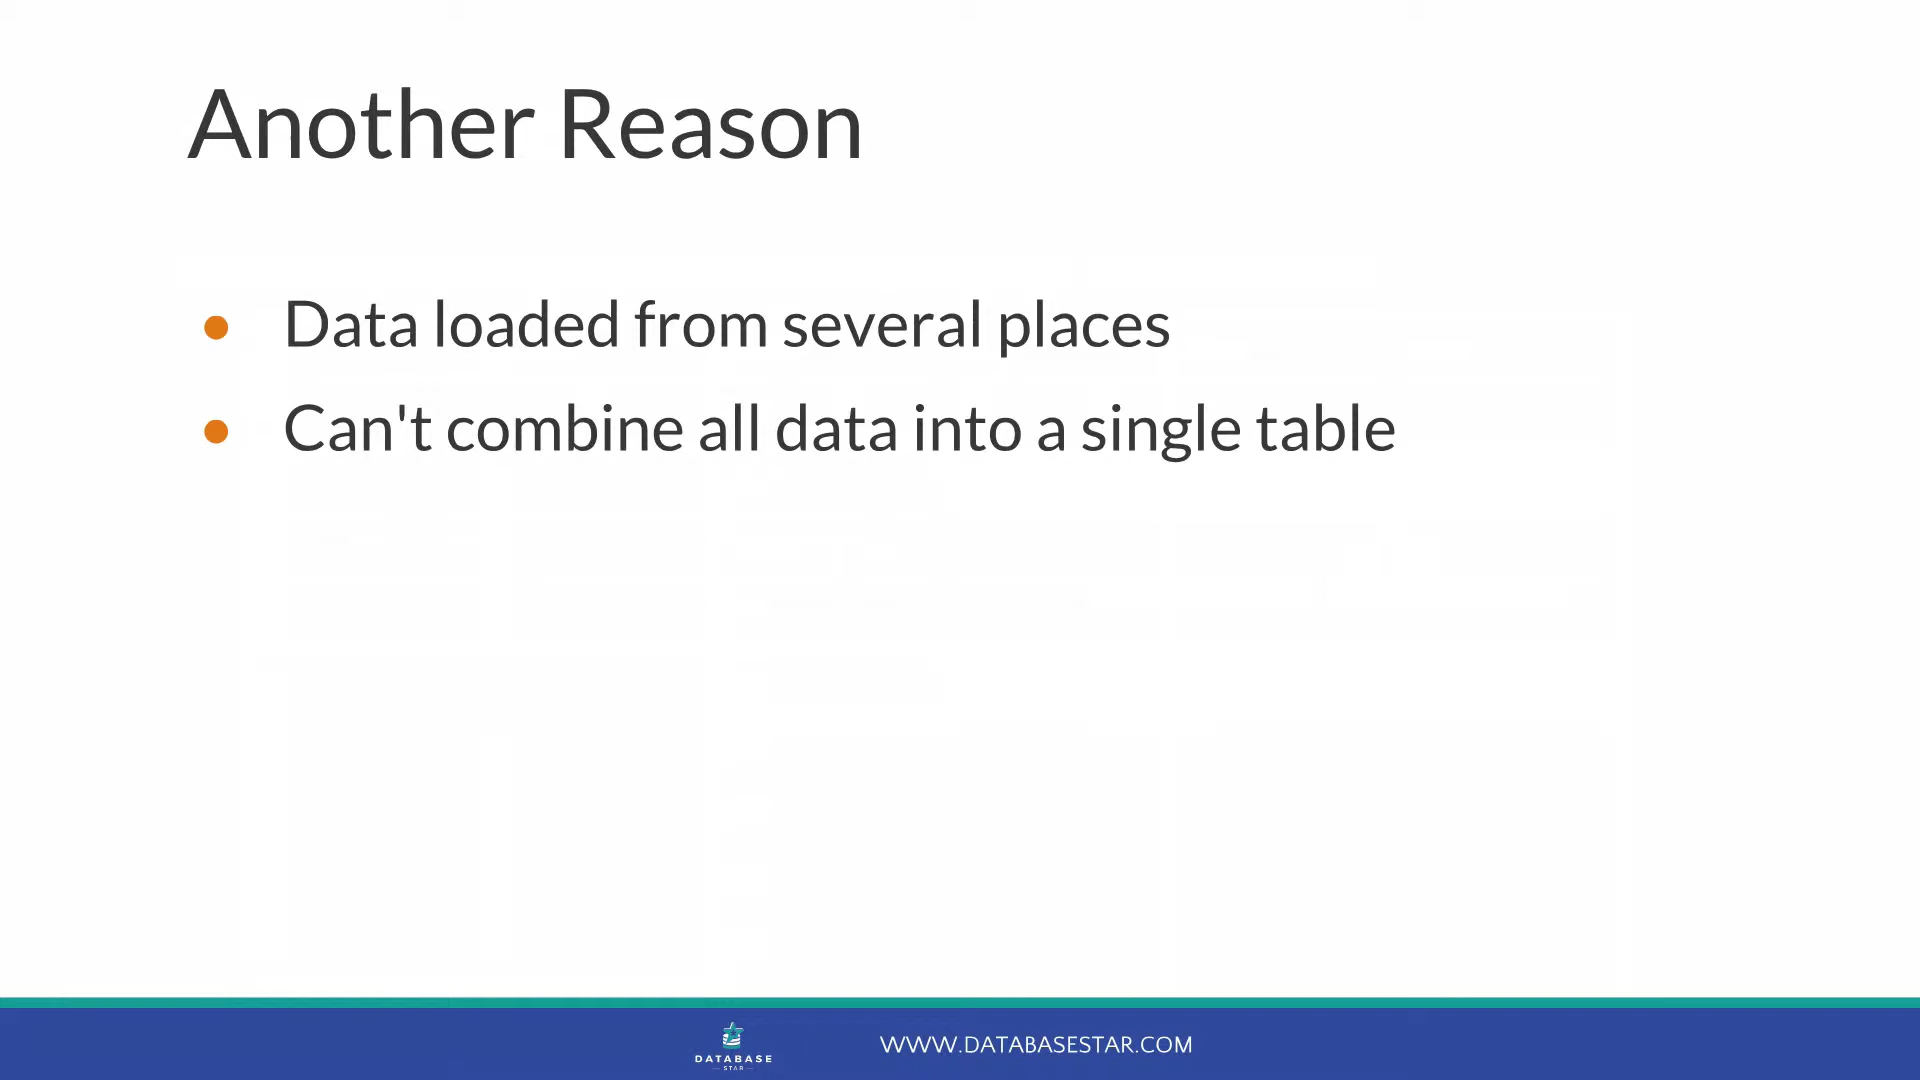 Another Reason
Data loaded from several places
Can't combine all data into a single table
DATABASE
STAR
WWW.DATABASESTAR.COM